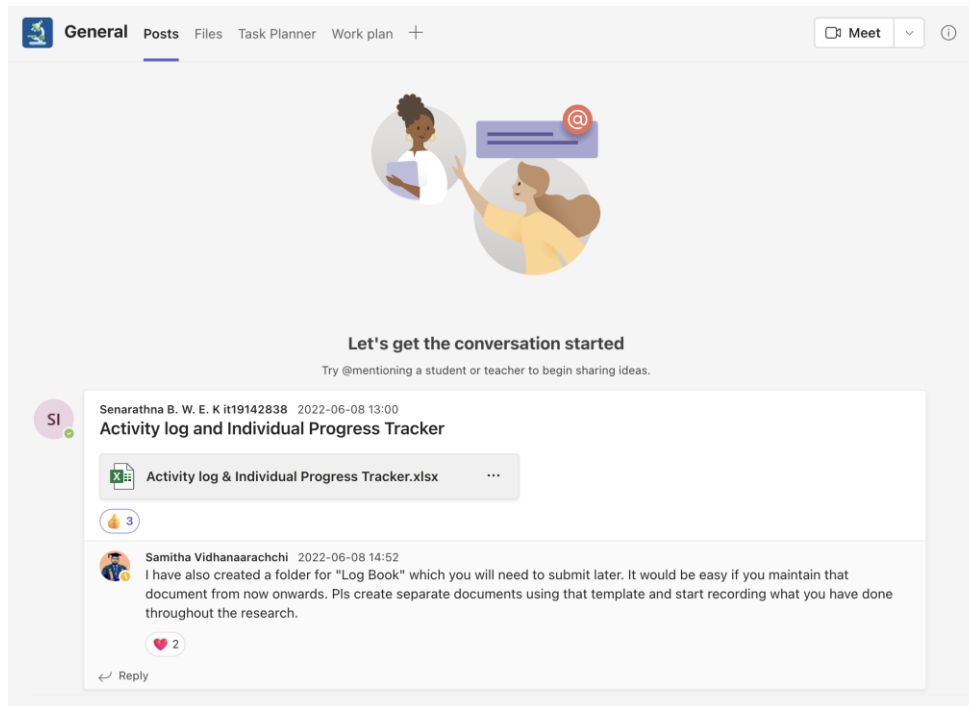 General Posts Files Task Planner Work plan
Meet
@
Let's get the conversation started
Try @mentioning a student or teacher to begin sharing ideas.
SI
Senarathna B. W. E. K it19142838 2022-06-08 13:00
Activity log and Individual Progress Tracker
Activity log & Individual Progress Tracker.xlsx ...
3
Samitha Vidhanaarachchi 2022-06-08 14:52
I have also created a folder for "Log Book" which you will need to submit later. It would be easy if you maintain that
document from now onwards. Pls create separate documents using that template and start recording what you have done
throughout the research.
2
Reply